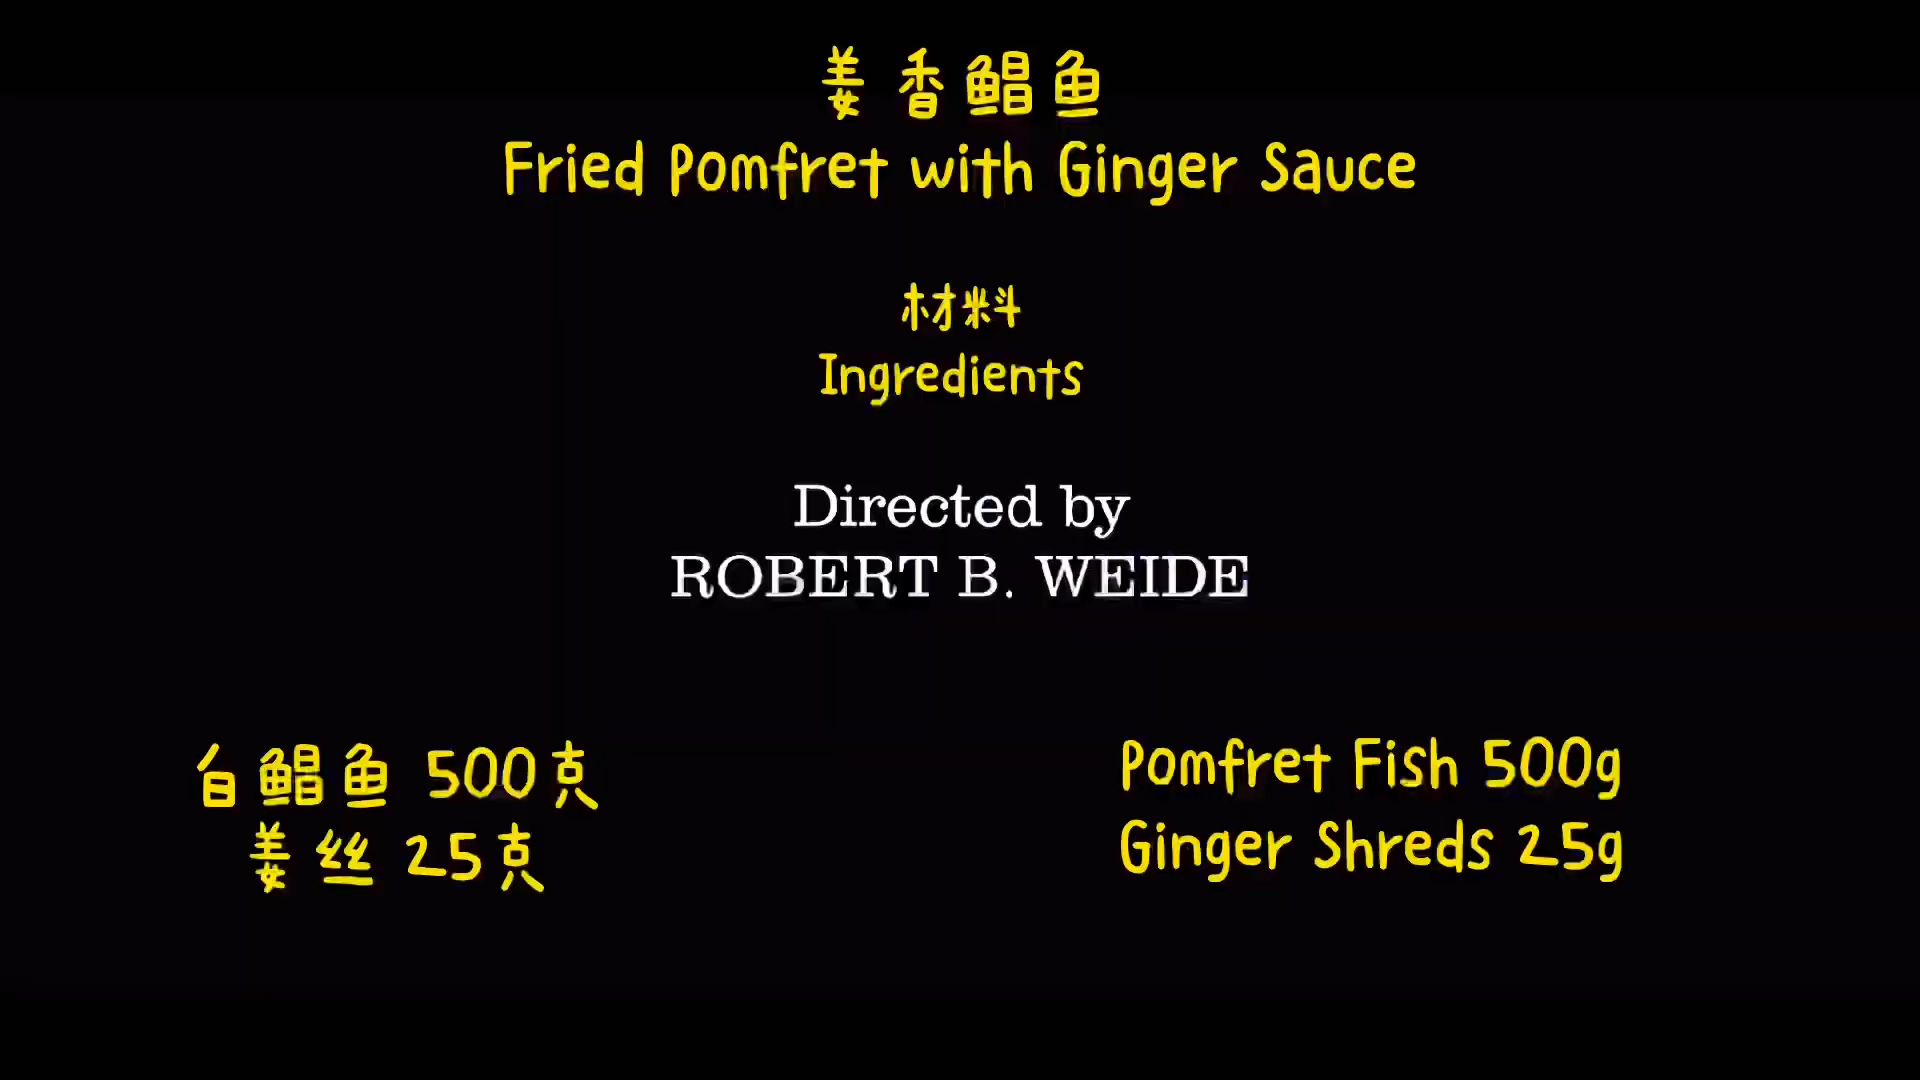 姜香鲳鱼
Fried Pomfret with Ginger Sauce
材料
Ingredients
Directed by
ROBERT B. WEIDE
白鲳鱼 500克
姜丝 25克
Pomfret Fish 500g
Ginger Shreds 25g